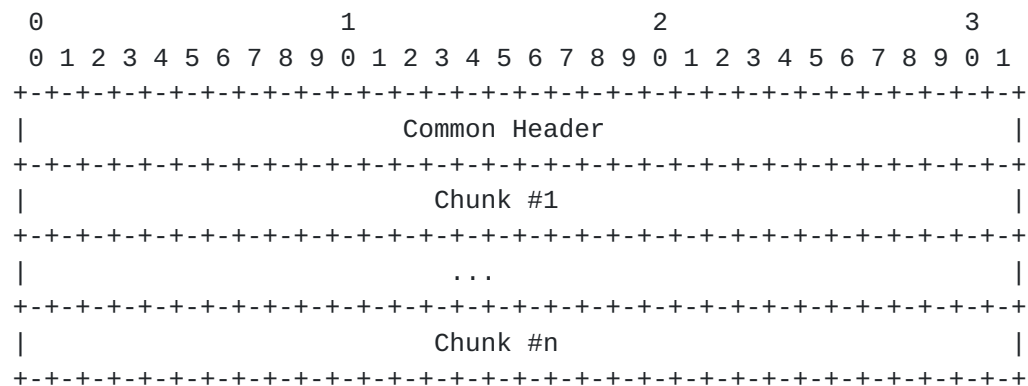 0                   1                   2                   3
 0 1 2 3 4 5 6 7 8 9 0 1 2 3 4 5 6 7 8 9 0 1 2 3 4 5 6 7 8 9 0 1
+-+-+-+-+-+-+-+-+-+-+-+-+-+-+-+-+-+-+-+-+-+-+-+-+-+-+-+-+-+-+-+-+
|                        Common Header                          |
+-+-+-+-+-+-+-+-+-+-+-+-+-+-+-+-+-+-+-+-+-+-+-+-+-+-+-+-+-+-+-+-+
|                          Chunk #1                             |
+-+-+-+-+-+-+-+-+-+-+-+-+-+-+-+-+-+-+-+-+-+-+-+-+-+-+-+-+-+-+-+-+
|                           ...                                 |
+-+-+-+-+-+-+-+-+-+-+-+-+-+-+-+-+-+-+-+-+-+-+-+-+-+-+-+-+-+-+-+-+
|                          Chunk #n                             |
+-+-+-+-+-+-+-+-+-+-+-+-+-+-+-+-+-+-+-+-+-+-+-+-+-+-+-+-+-+-+-+-+